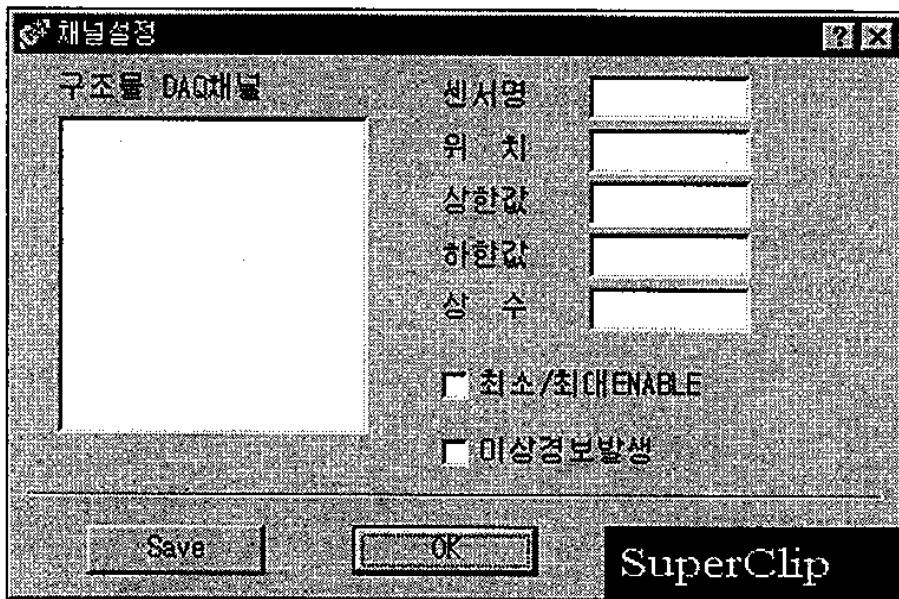 채널설정
구조물 DAQ채널
센서명
위 치
상한값
하한값
상 수
최소/최대ENABLE
이상경보발생
Save
OK
SuperClip